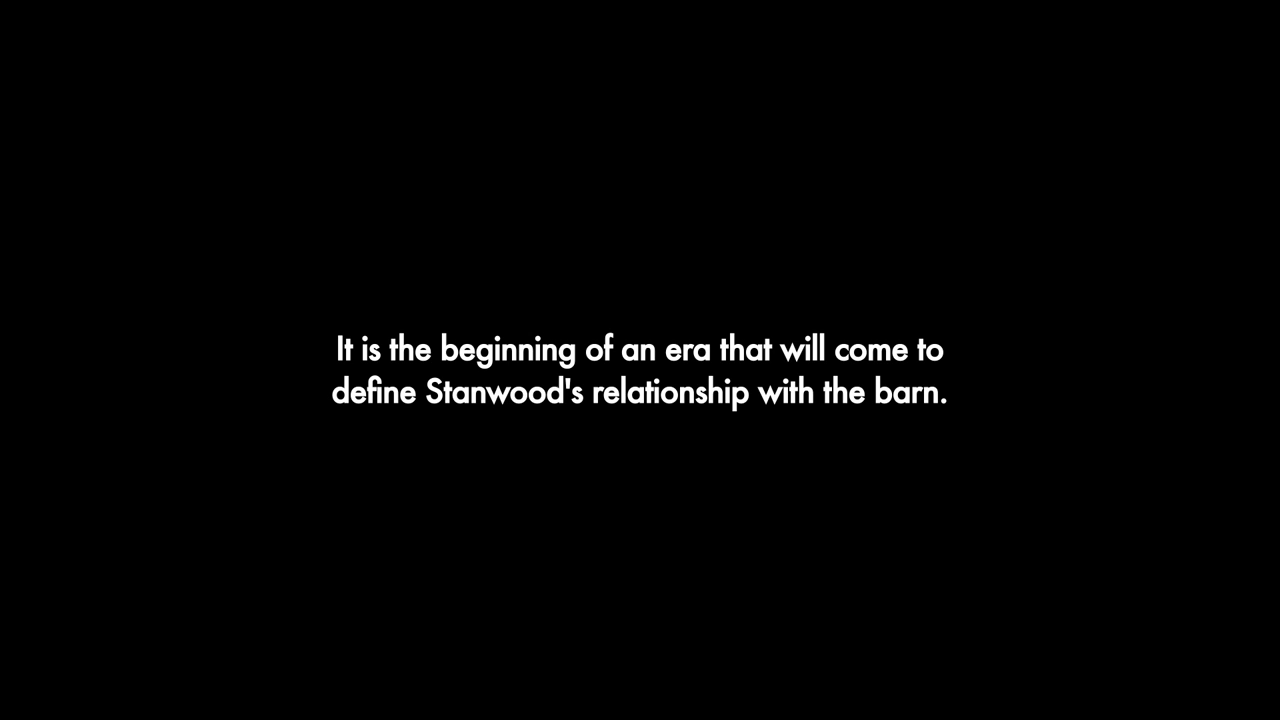 It is the beginning of an era that will come to
define Stanwood's relationship with the barn.